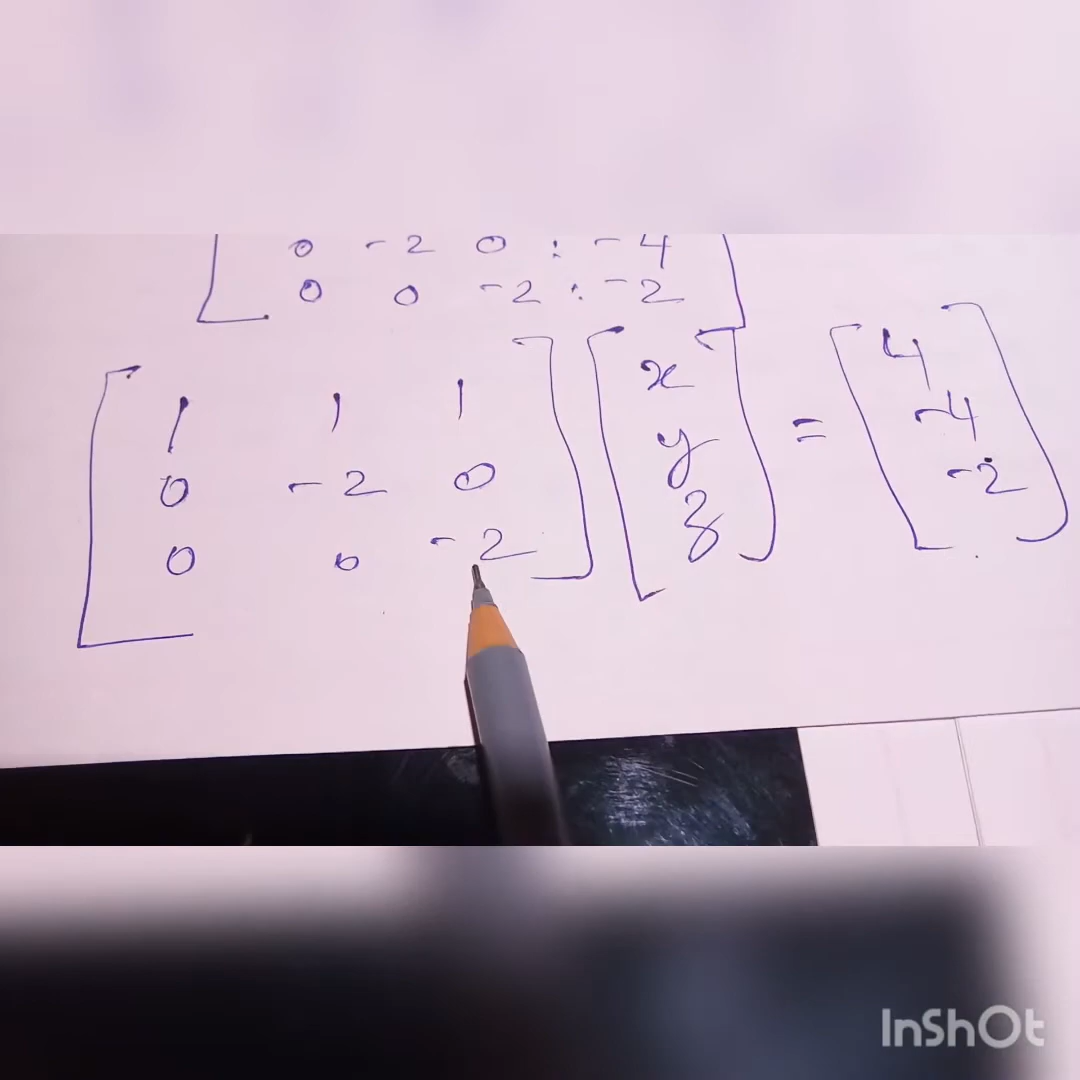 0 -2 0 : -4
0 0 -2 : -2
[1 1 1] [x] = [4]
[0 -2 0] [y] [-4]
[0 0 -2] [z] [-2]
InShOt